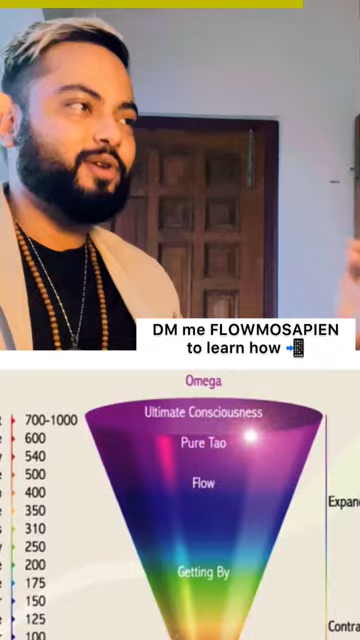 DM me FLOWMOSAPIEN
to learn how 📲
Omega
700-1000
600
540
500
400
350
310
250
200
175
150
125
100
Ultimate Consciousness
Pure Tao
Flow
Getting By